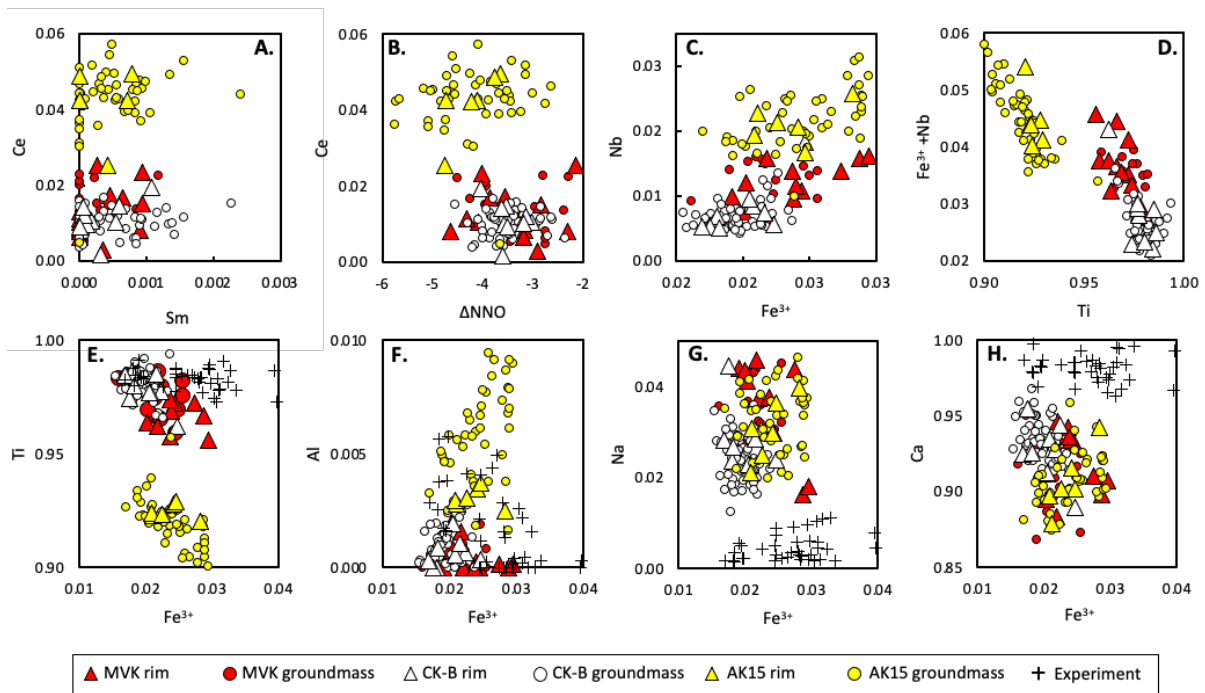 A.
Ce
0.06
0.04
0.02
0.00
0.000
0.001
0.002
0.003
Sm
B.
Ce
0.06
0.04
0.02
0.00
-6
-5
-4
-3
-2
ΔNNO
C.
Nb
0.03
0.02
0.01
0.00
0.02
0.02
0.03
0.03
Fe³⁺
D.
Fe³⁺ +Nb
0.06
0.05
0.04
0.03
0.02
0.90
0.95
1.00
Ti
E.
Ti
1.00
0.95
0.90
0.01
0.02
0.03
0.04
Fe³⁺
F.
Al
0.010
0.005
0.000
0.01
0.02
0.03
0.04
Fe³⁺
G.
Na
0.04
0.02
0.00
0.01
0.02
0.03
0.04
Fe³⁺
H.
Ca
1.00
0.95
0.90
0.85
0.01
0.02
0.03
0.04
Fe³⁺
MVK rim MVK groundmass CK-B rim CK-B groundmass AK15 rim AK15 groundmass Experiment